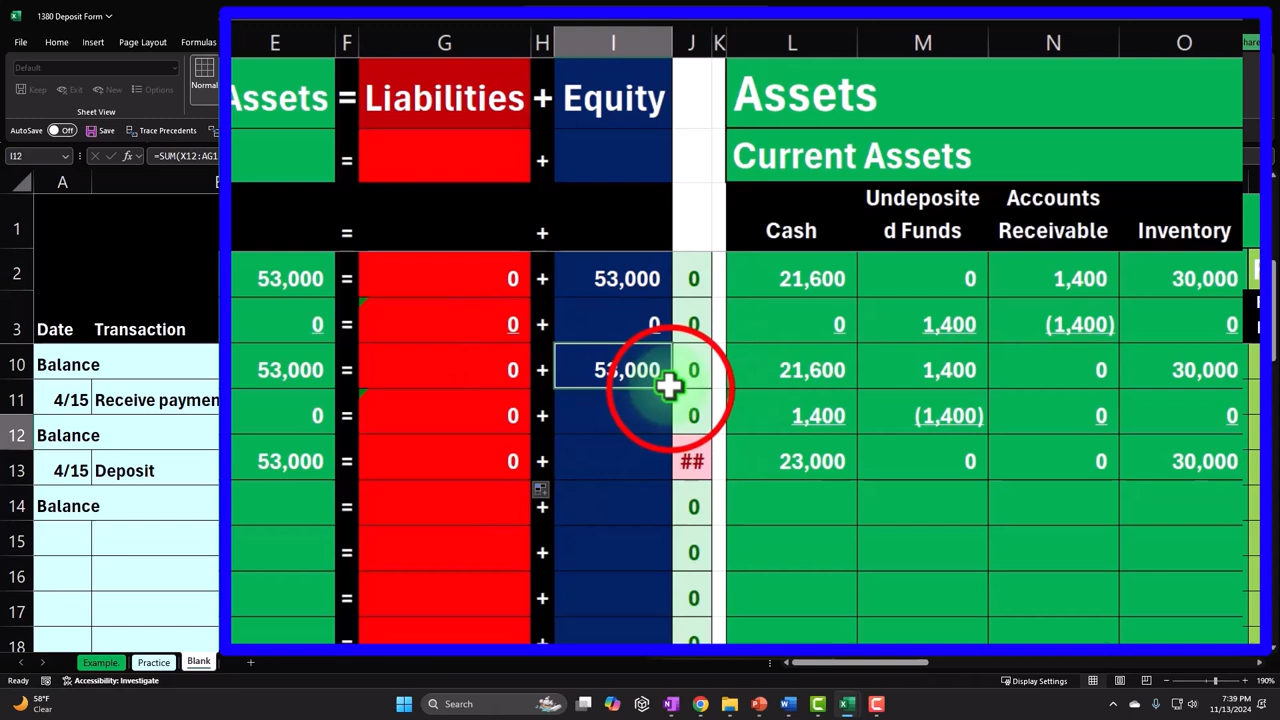 1380 Deposit Form
File Home Insert Page Layout Formulas
Share
Default
Keep Exit New Options
Normal
Sheet View
AutoSave Off Save Trace Precedents
I12 fx =SUM(X12:AG1
A
E F G H I J K L M N O
Assets = Liabilities + Equity Assets
= + Current Assets
= + Cash Undeposite
d Funds Accounts
Receivable Inventory
1
2
3 Date Transaction
10 Balance
11 4/15 Receive paymen
12 Balance
13 4/15 Deposit
14 Balance
15
16
17
18
53,000 = 0 + 53,000 0 21,600 0 1,400 30,000
0 = 0 + 0 0 0 1,400 (1,400) 0
53,000 = 0 + 53,000 0 21,600 1,400 0 30,000
0 = 0 + 0 1,400 (1,400) 0 0
53,000 = 0 + ## 23,000 0 0 30,000
= + 0
= + 0
= + 0
= + 0
Example. Practice Blank +
Ready Accessibility: Investigate Display Settings 190%
58°F
Clear
Search
7:39 PM
11/13/2024